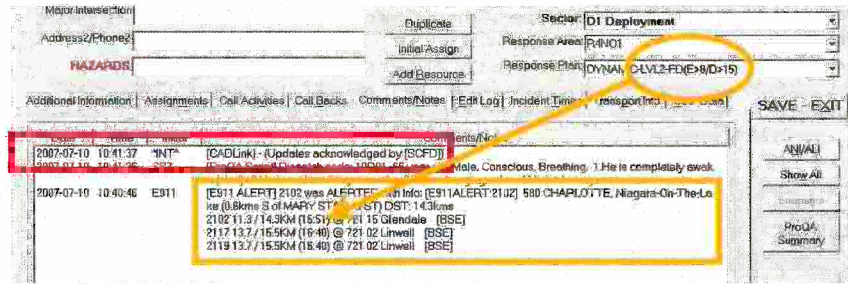 Major Intersection
Duplicate
Sector: D1 Deployment
Address2/Phone2
Initial Assign
Response Area: R4NO1
HAZARDS
Add Resource
Response Plan: C-LVL2-FD(E>8/D>15)
Additional Information Assignments Call Activities Call Backs Comments/Notes Edit Log Incident Times Transport Info
SAVE - EXIT
Date Time Initial Comments/Notes
2007-07-10 10:41:37 *INT* [CADLink] - (Updates acknowledged by [SCFD])
Male, Conscious, Breathing. 1.He is completely awak
ANI/ALI
Show All
2007-07-10 10:40:46 E911 [E911 ALERT] 2102 was ALERTED with Info: [E911ALERT:2102] 580 CHARLOTTE, Niagara-On-The-La
ke (0.6kms S of MARY ST ST) DST: 14.3kms
2102 11.3 / 14.3KM (15:51) @ 721 15 Glendale [BSE]
2117 13.7 / 15.5KM (16:40) @ 721 02 Linwell [BSE]
2119 13.7 / 15.5KM (16:40) @ 721 02 Linwell [BSE]
ProQA
Summary